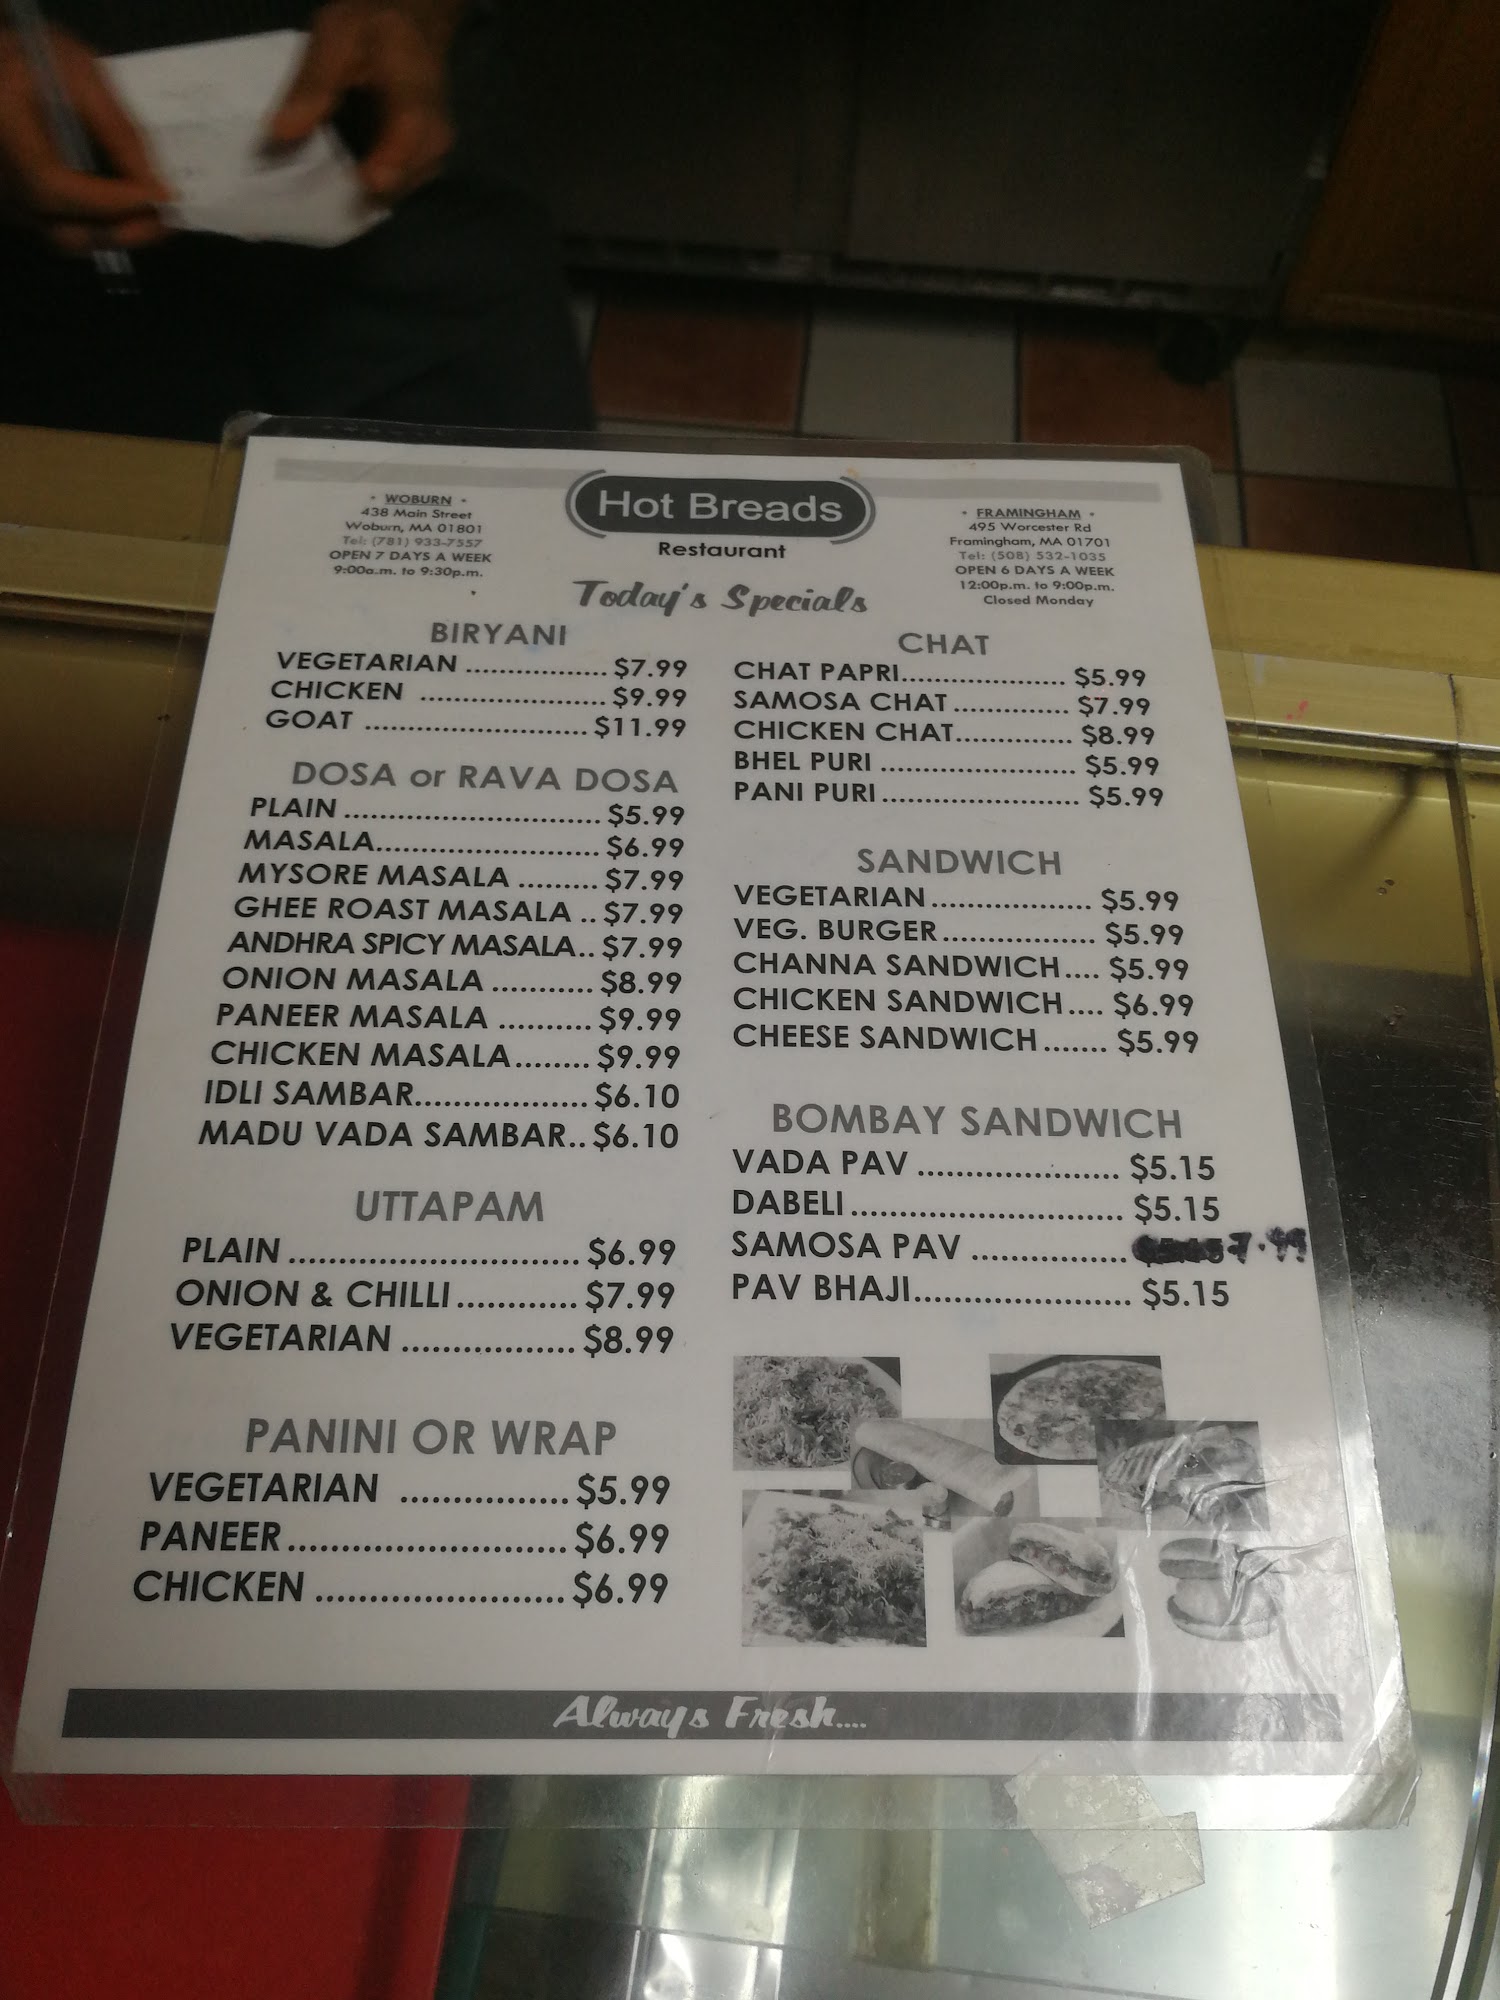 • WOBURN •
438 Main Street
Woburn, MA 01801
Tel: (781) 933-7557
OPEN 7 DAYS A WEEK
9:00a.m. to 9:30p.m.
Hot Breads
Restaurant
Today's Specials
• FRAMINGHAM •
495 Worcester Rd
Framingham, MA 01701
Tel: (508) 532-1035
OPEN 6 DAYS A WEEK
12:00p.m. to 9:00p.m.
Closed Monday
BIRYANI
VEGETARIAN ................. $7.99
CHICKEN ....................... $9.99
GOAT .......................... $11.99
DOSA or RAVA DOSA
PLAIN ............................. $5.99
MASALA......................... $6.99
MYSORE MASALA ......... $7.99
GHEE ROAST MASALA .. $7.99
ANDHRA SPICY MASALA.. $7.99
ONION MASALA ........... $8.99
PANEER MASALA .......... $9.99
CHICKEN MASALA........ $9.99
IDLI SAMBAR.................. $6.10
MADU VADA SAMBAR.. $6.10
UTTAPAM
PLAIN ............................ $6.99
ONION & CHILLI ............ $7.99
VEGETARIAN ................. $8.99
PANINI OR WRAP
VEGETARIAN ................ $5.99
PANEER .......................... $6.99
CHICKEN ....................... $6.99
CHAT
CHAT PAPRI..................... $5.99
SAMOSA CHAT ............... $7.99
CHICKEN CHAT............... $8.99
BHEL PURI ......................... $5.99
PANI PURI ......................... $5.99
SANDWICH
VEGETARIAN ................... $5.99
VEG. BURGER ................. $5.99
CHANNA SANDWICH .... $5.99
CHICKEN SANDWICH .... $6.99
CHEESE SANDWICH ....... $5.99
BOMBAY SANDWICH
VADA PAV ..................... $5.15
DABELI ............................ $5.15
SAMOSA PAV ................ 7.99
PAV BHAJI...................... $5.15
Always Fresh....